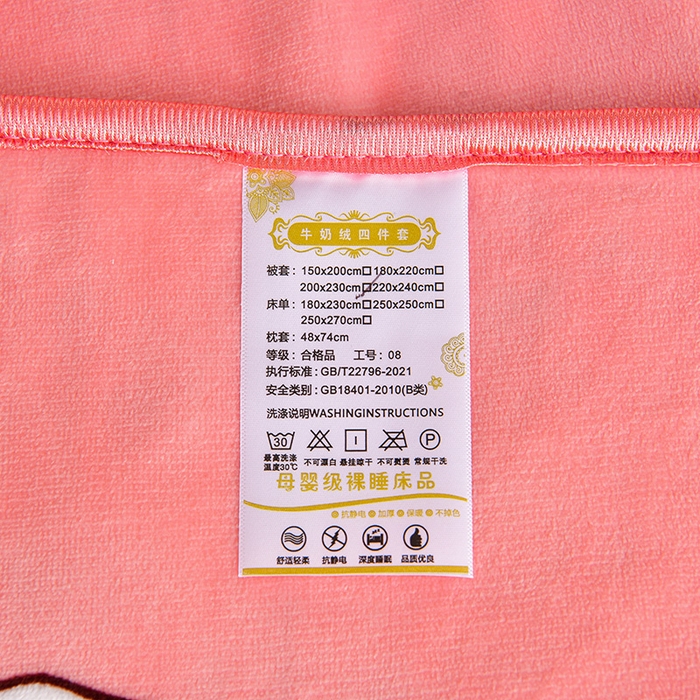 牛奶绒四件套
被套：150x200cm□180x220cm□
200x230cm□220x240cm□
床单：180x230cm□250x250cm□
250x270cm□
枕套：48x74cm
等级：合格品 工号：08
执行标准：GB/T22796-2021
安全类别：GB18401-2010(B类)
洗涤说明WASHINGINSTRUCTIONS
30 P
最高洗涤温度30℃ 不可漂白 悬挂晾干 不可熨烫 常规干洗
母婴级裸睡床品
抗静电 加厚 保暖 不掉色
舒适轻柔 抗静电 深度睡眠 品质优良